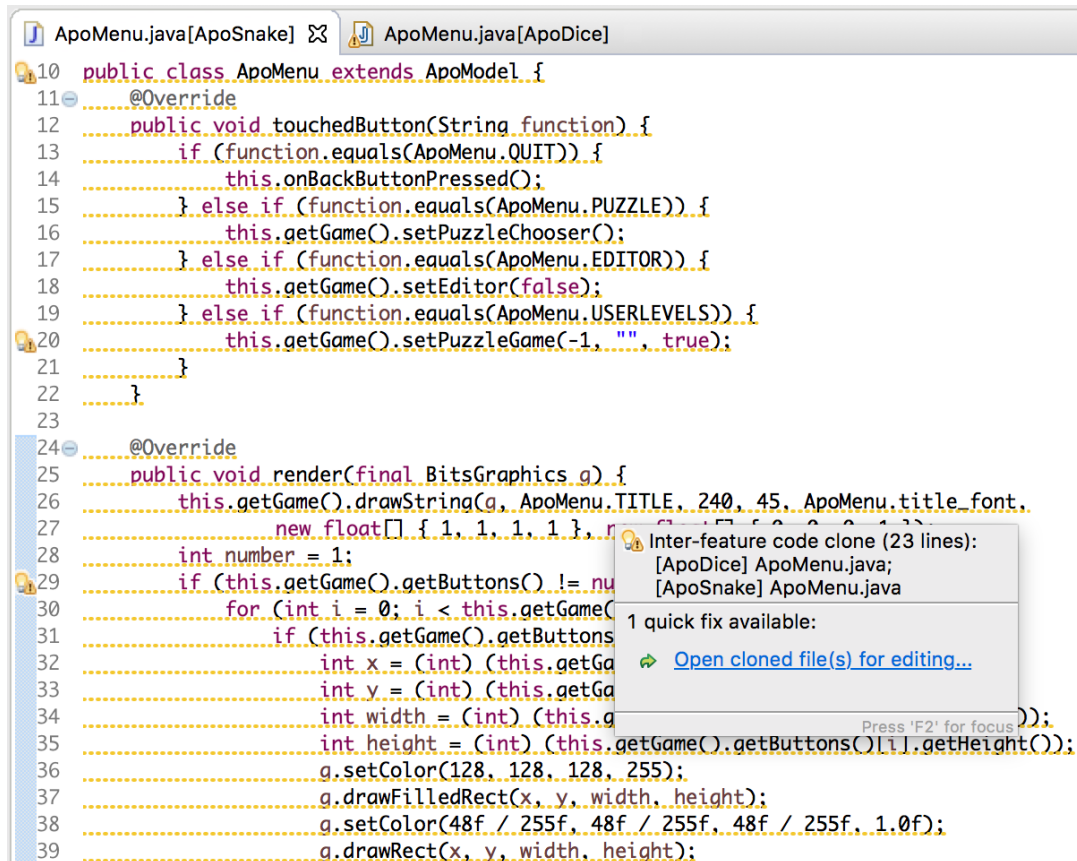 ApoMenu.java[ApoSnake] ApoMenu.java[ApoDice]
10 public class ApoMenu extends ApoModel {
11 @Override
12 public void touchedButton(String function) {
13 if (function.equals(ApoMenu.QUIT)) {
14 this.onBackButtonPressed();
15 } else if (function.equals(ApoMenu.PUZZLE)) {
16 this.getGame().setPuzzleChooser();
17 } else if (function.equals(ApoMenu.EDITOR)) {
18 this.getGame().setEditor(false);
19 } else if (function.equals(ApoMenu.USERLEVELS)) {
20 this.getGame().setPuzzleGame(-1, "", true);
21 }
22 }
23
24 @Override
25 public void render(final BitsGraphics g) {
26 this.getGame().drawString(g, ApoMenu.TITLE, 240, 45, ApoMenu.title_font,
27 new float[] { 1, 1, 1, 1 },
28 int number = 1;
29 if (this.getGame().getButtons() != nu
30 for (int i = 0; i < this.getGame(
31 if (this.getGame().getButtons
32 int x = (int) (this.getGa
33 int y = (int) (this.getGa
34 int width = (int) (this.g ));
35 int height = (int) (this.getGame().getButtons()[i].getHeight());
36 g.setColor(128, 128, 128, 255);
37 g.drawFilledRect(x, y, width, height);
38 g.setColor(48f / 255f, 48f / 255f, 48f / 255f, 1.0f);
39 g.drawRect(x, y, width, height);
Inter-feature code clone (23 lines):
[ApoDice] ApoMenu.java;
[ApoSnake] ApoMenu.java
1 quick fix available:
Open cloned file(s) for editing...
Press 'F2' for focus